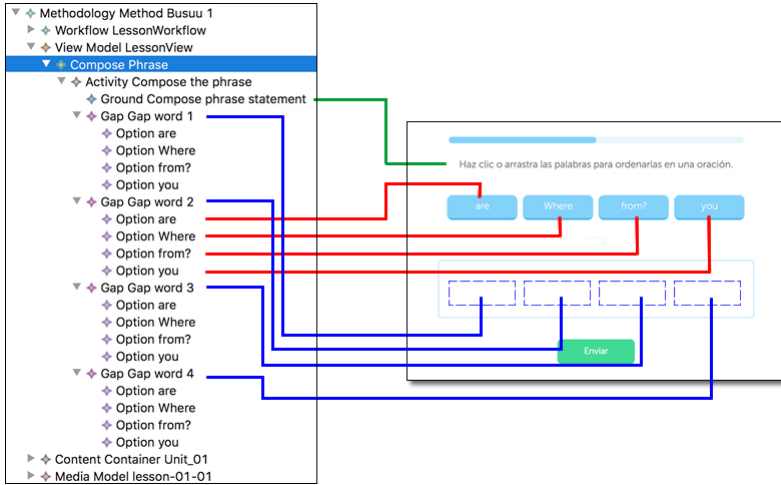 Methodology Method Busuu 1
Workflow LessonWorkflow
View Model LessonView
Compose Phrase
Activity Compose the phrase
Ground Compose phrase statement
Gap Gap word 1
Option are
Option Where
Option from?
Option you
Gap Gap word 2
Option are
Option Where
Option from?
Option you
Gap Gap word 3
Option are
Option Where
Option from?
Option you
Gap Gap word 4
Option are
Option Where
Option from?
Option you
Content Container Unit_01
Media Model lesson-01-01
Haz clic o arrastra las palabras para ordenarlas en una oración.
are Where from? you
Enviar